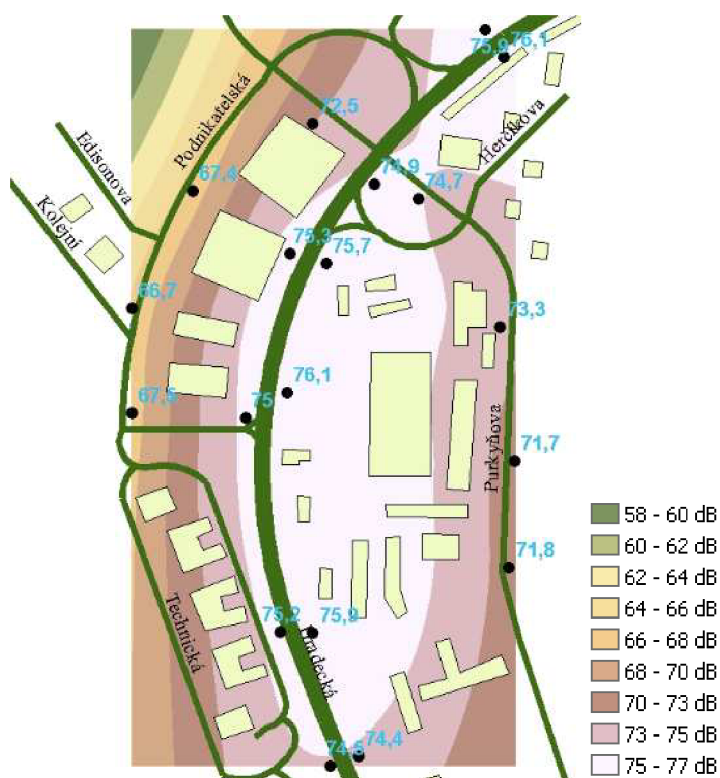 75,9
76,1
Podnikatelská
72,5
Herčíkova
Edisonova
67,4
74,9
74,7
Kolejní
75,3
75,7
66,7
73,3
76,1
67,5
75
Purkyňova
71,7
71,8
58 - 60 dB
60 - 62 dB
62 - 64 dB
64 - 66 dB
66 - 68 dB
68 - 70 dB
70 - 73 dB
73 - 75 dB
75 - 77 dB
Technická
75,2
75,9
Hradecká
74,4